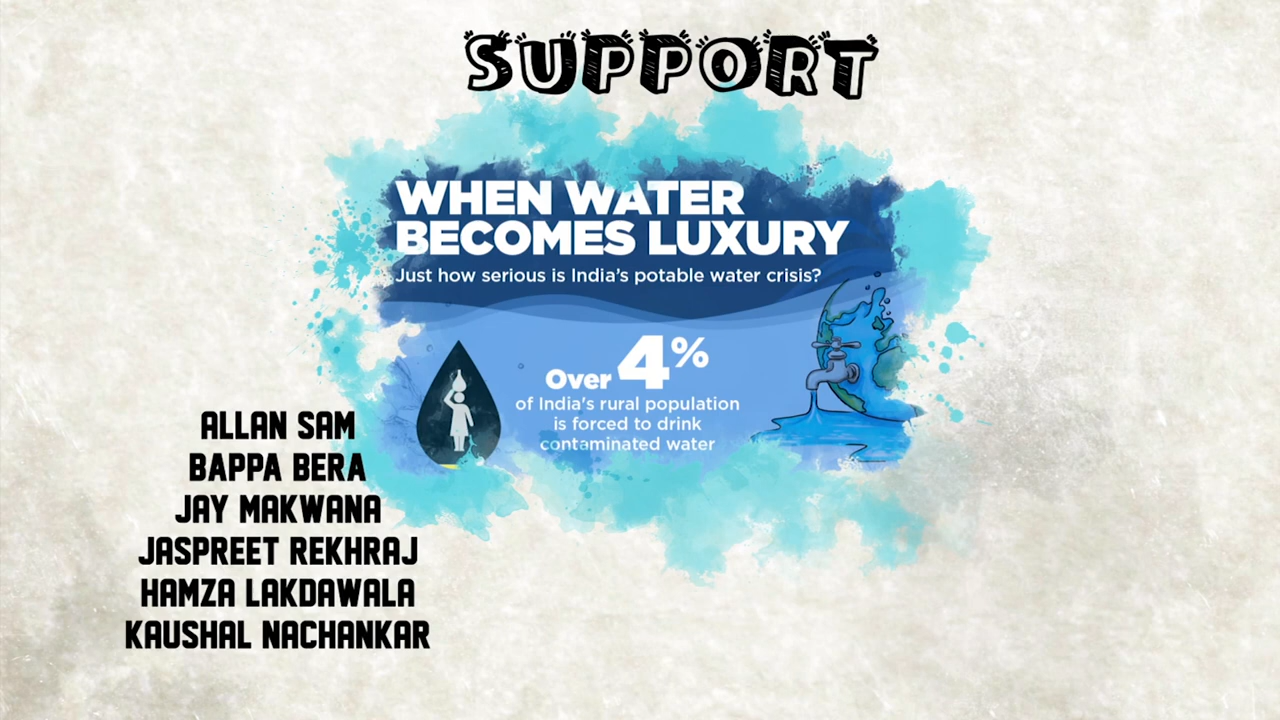 SUPPORT
WHEN WATER
BECOMES LUXURY
Just how serious is India's potable water crisis?
Over 4%
of India's rural population
is forced to drink
contaminated water
ALLAN SAM
BAPPA BERA
JAY MAKWANA
JASPREET REKHRAJ
HAMZA LAKDAWALA
KAUSHAL NACHANKAR